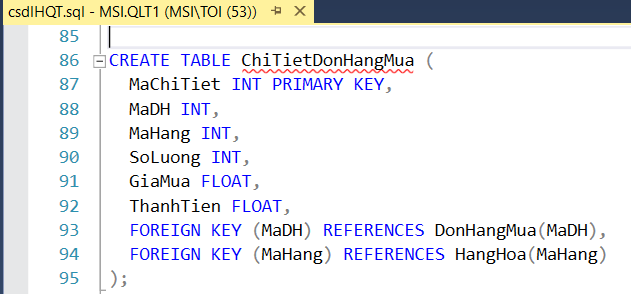 csdlHQT.sql - MSI.QLT1 (MSI\TOI (53))
85
86 CREATE TABLE ChiTietDonHangMua (
87 MaChiTiet INT PRIMARY KEY,
88 MaDH INT,
89 MaHang INT,
90 SoLuong INT,
91 GiaMua FLOAT,
92 ThanhTien FLOAT,
93 FOREIGN KEY (MaDH) REFERENCES DonHangMua(MaDH),
94 FOREIGN KEY (MaHang) REFERENCES HangHoa(MaHang)
95 );